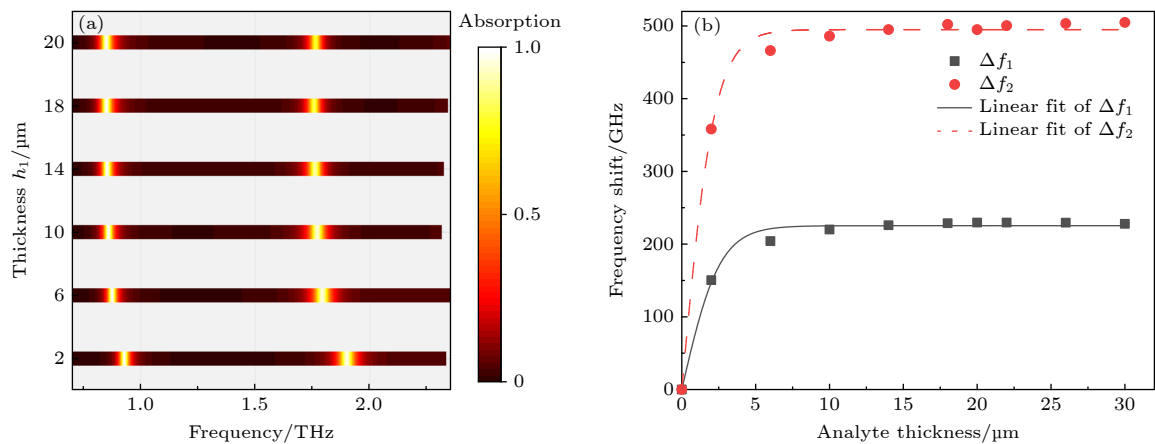 (a)
Absorption
20
18
14
10
6
2
Thickness h₁/µm
1.0
1.5
2.0
Frequency/THz
1.0
0.5
0
(b)
500
400
300
200
100
0
Frequency shift/GHz
Δf₁
Δf₂
Linear fit of Δf₁
Linear fit of Δf₂
0
5
10
15
20
25
30
Analyte thickness/µm